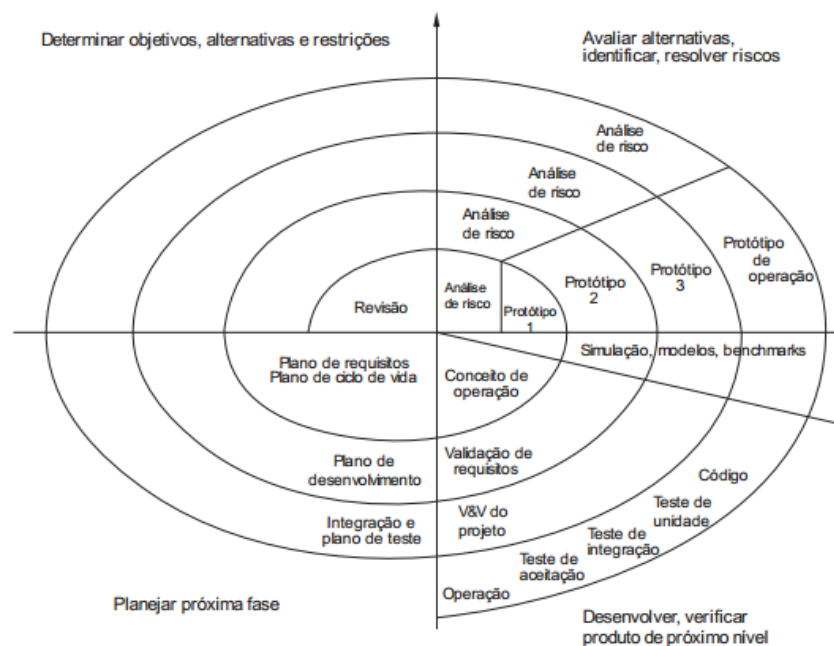 Determinar objetivos, alternativas e restrições
Avaliar alternativas,
identificar, resolver riscos
Análise
de risco
Análise
de risco
Análise
de risco
Análise
de risco
Protótipo
de
operação
Protótipo
3
Protótipo
2
Protótipo
1
Revisão
Simulação, modelos, benchmarks
Plano de requisitos
Plano de ciclo de vida
Conceito de
operação
Plano de
desenvolvimento
Validação de
requisitos
Código
Teste de
unidade
Integração e
plano de teste
V&V do
projeto
Teste de
integração
Teste de
aceitação
Operação
Planejar próxima fase
Desenvolver, verificar
produto de próximo nível